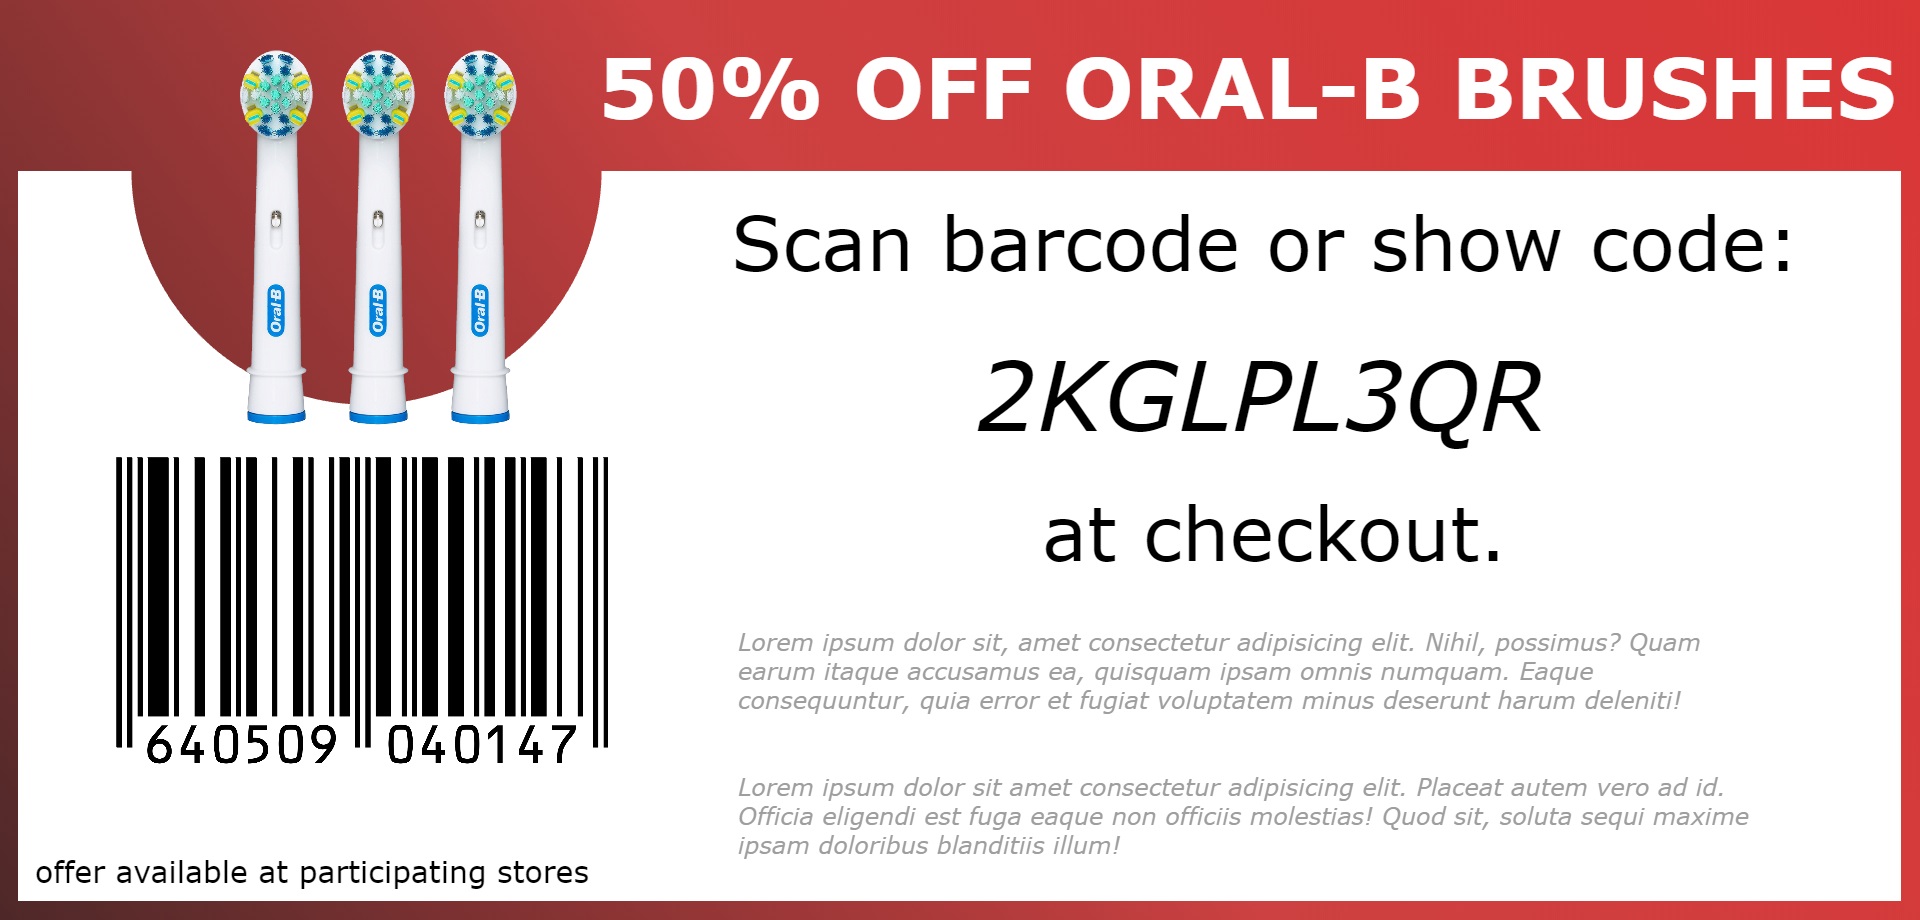 50% OFF ORAL-B BRUSHES
Oral-B
Oral-B
Oral-B
Scan barcode or show code:
2KGLPL3QR
at checkout.
640509 040147
Lorem ipsum dolor sit, amet consectetur adipisicing elit. Nihil, possimus? Quam
earum itaque accusamus ea, quisquam ipsam omnis numquam. Eaque
consequuntur, quia error et fugiat voluptatem minus deserunt harum deleniti!
Lorem ipsum dolor sit amet consectetur adipisicing elit. Placeat autem vero ad id.
Officia eligendi est fuga eaque non officiis molestias! Quod sit, soluta sequi maxime
ipsam doloribus blanditiis illum!
offer available at participating stores